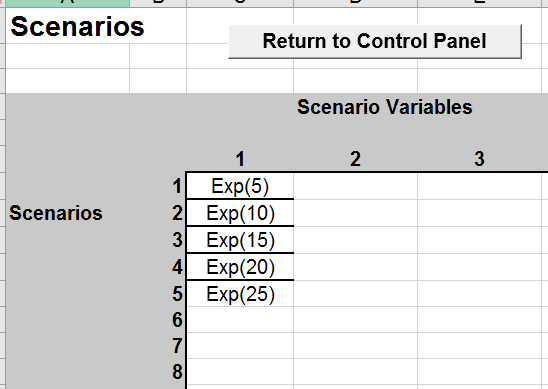 Scenarios
Return to Control Panel
Scenario Variables
1 2 3
1 Exp(5)
Scenarios 2 Exp(10)
3 Exp(15)
4 Exp(20)
5 Exp(25)
6
7
8